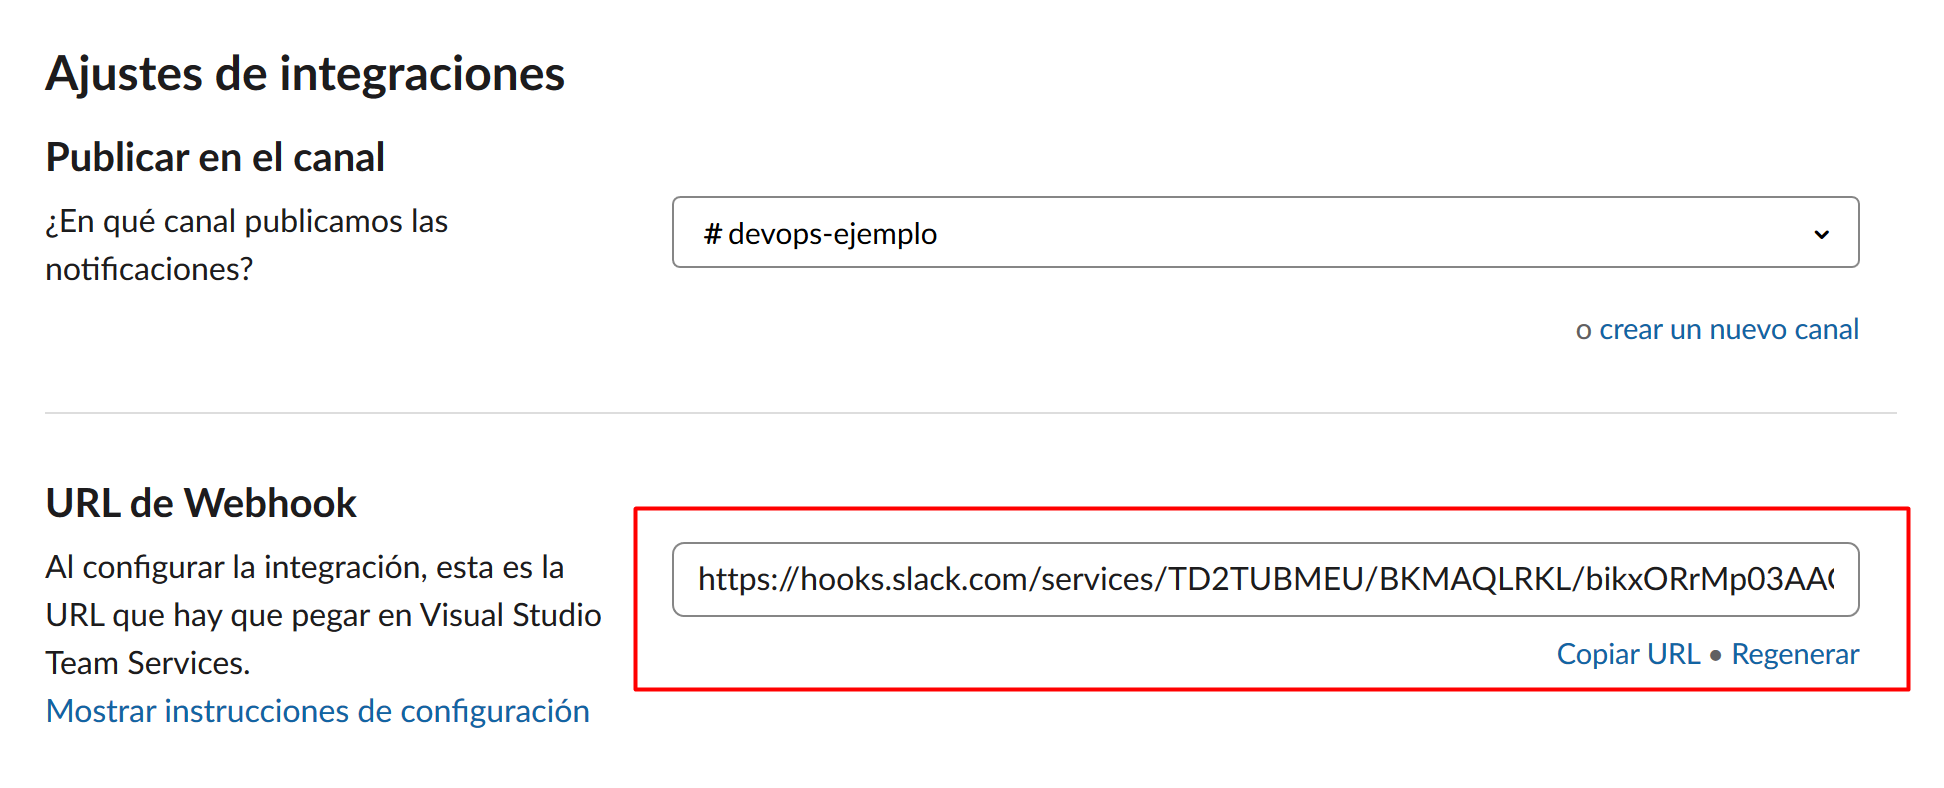 Ajustes de integraciones
Publicar en el canal
¿En qué canal publicamos las
notificaciones?
# devops-ejemplo
o crear un nuevo canal
URL de Webhook
Al configurar la integración, esta es la
URL que hay que pegar en Visual Studio
Team Services.
Mostrar instrucciones de configuración
https://hooks.slack.com/services/TD2TUBMEU/BKMAQLRKL/bikxORrMp03AA
Copiar URL • Regenerar